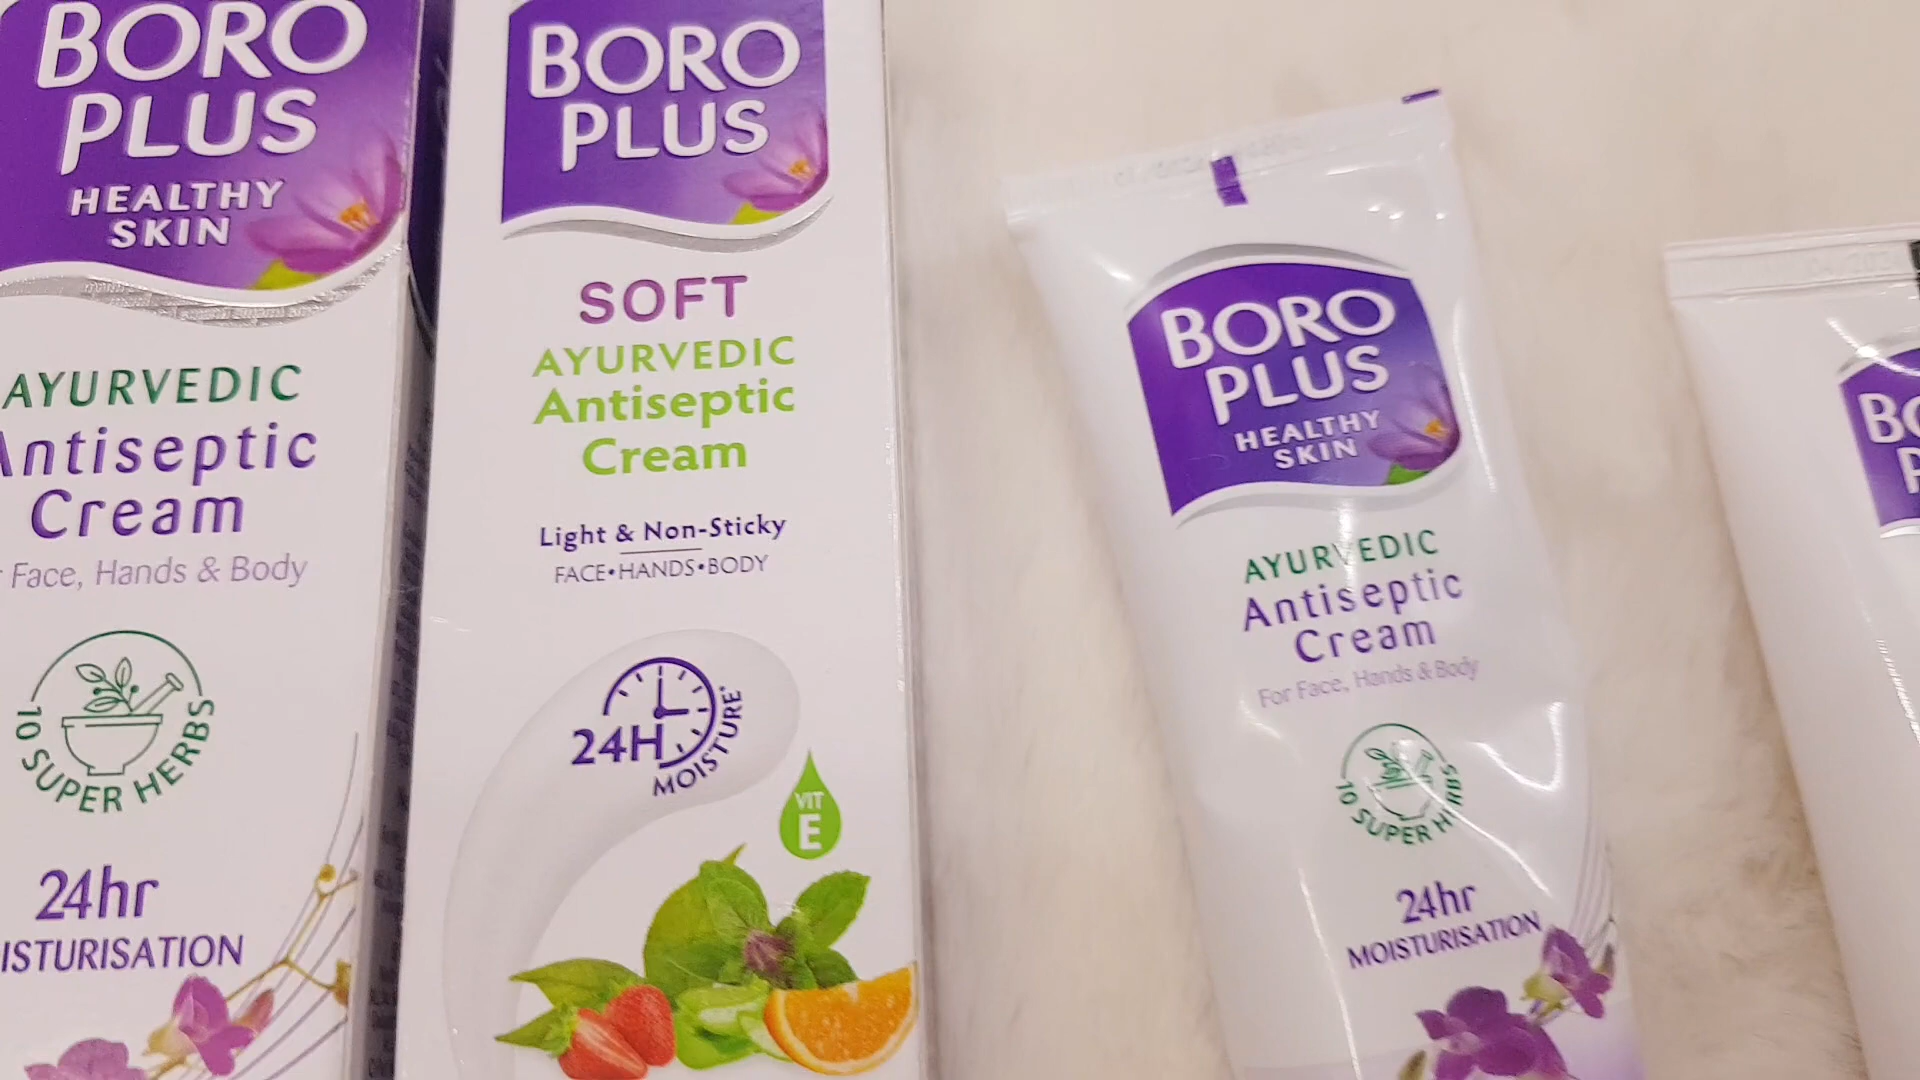 BORO
PLUS
HEALTHY
SKIN
AYURVEDIC
Antiseptic
Cream
Face, Hands & Body
10 SUPER HERBS
24hr
ISTURISATION
BORO
PLUS
SOFT
AYURVEDIC
Antiseptic
Cream
Light & Non-Sticky
FACE•HANDS•BODY
24H
MOISTURE*
VIT
E
BORO
PLUS
HEALTHY
SKIN
AYURVEDIC
Antiseptic
Cream
For Face, Hands & Body
10 SUPER HERBS
24hr
MOISTURISATION
BO
P